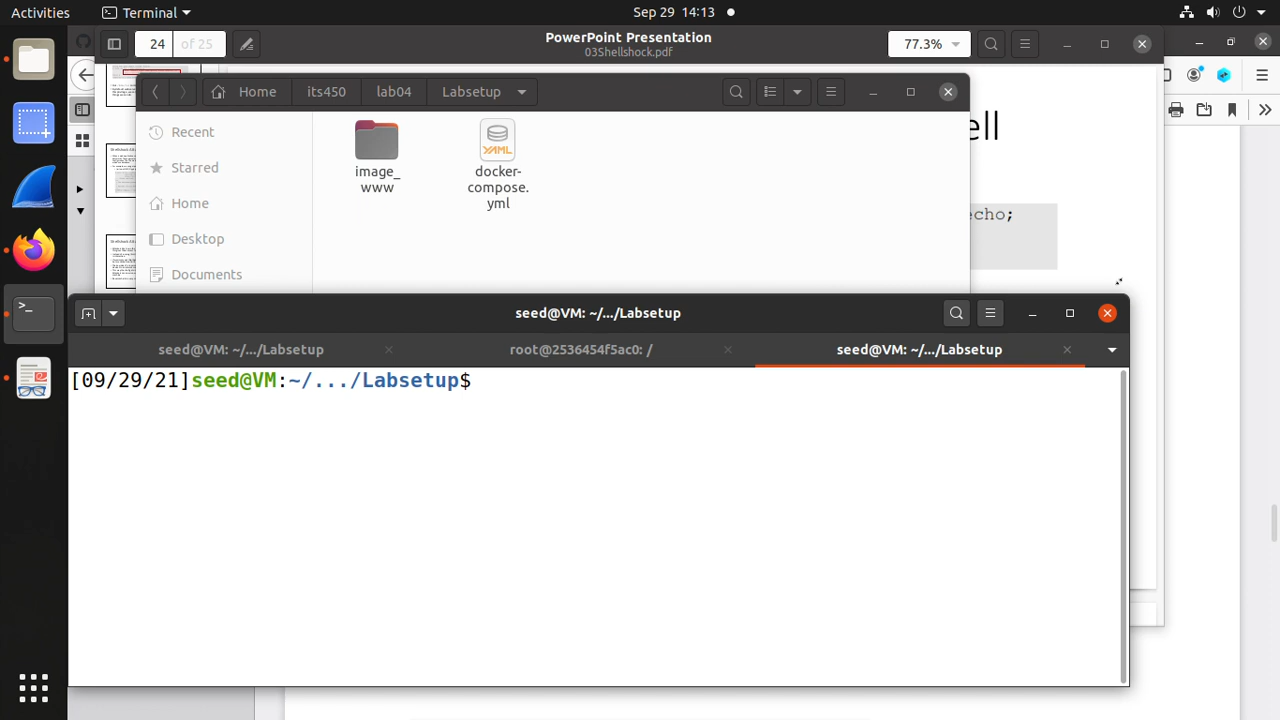 Activities
Terminal
Sep 29 14:13
24
of 25
PowerPoint Presentation
03Shellshock.pdf
77.3%
Home
its450
lab04
Labsetup
ell
echo;
Recent
Starred
Home
Desktop
Documents
image_
www
YAML
docker-
compose.
yml
seed@VM: ~/.../Labsetup
seed@VM: ~/.../Labsetup
root@2536454f5ac0: /
seed@VM: ~/.../Labsetup
[09/29/21]seed@VM:~/.../Labsetup$